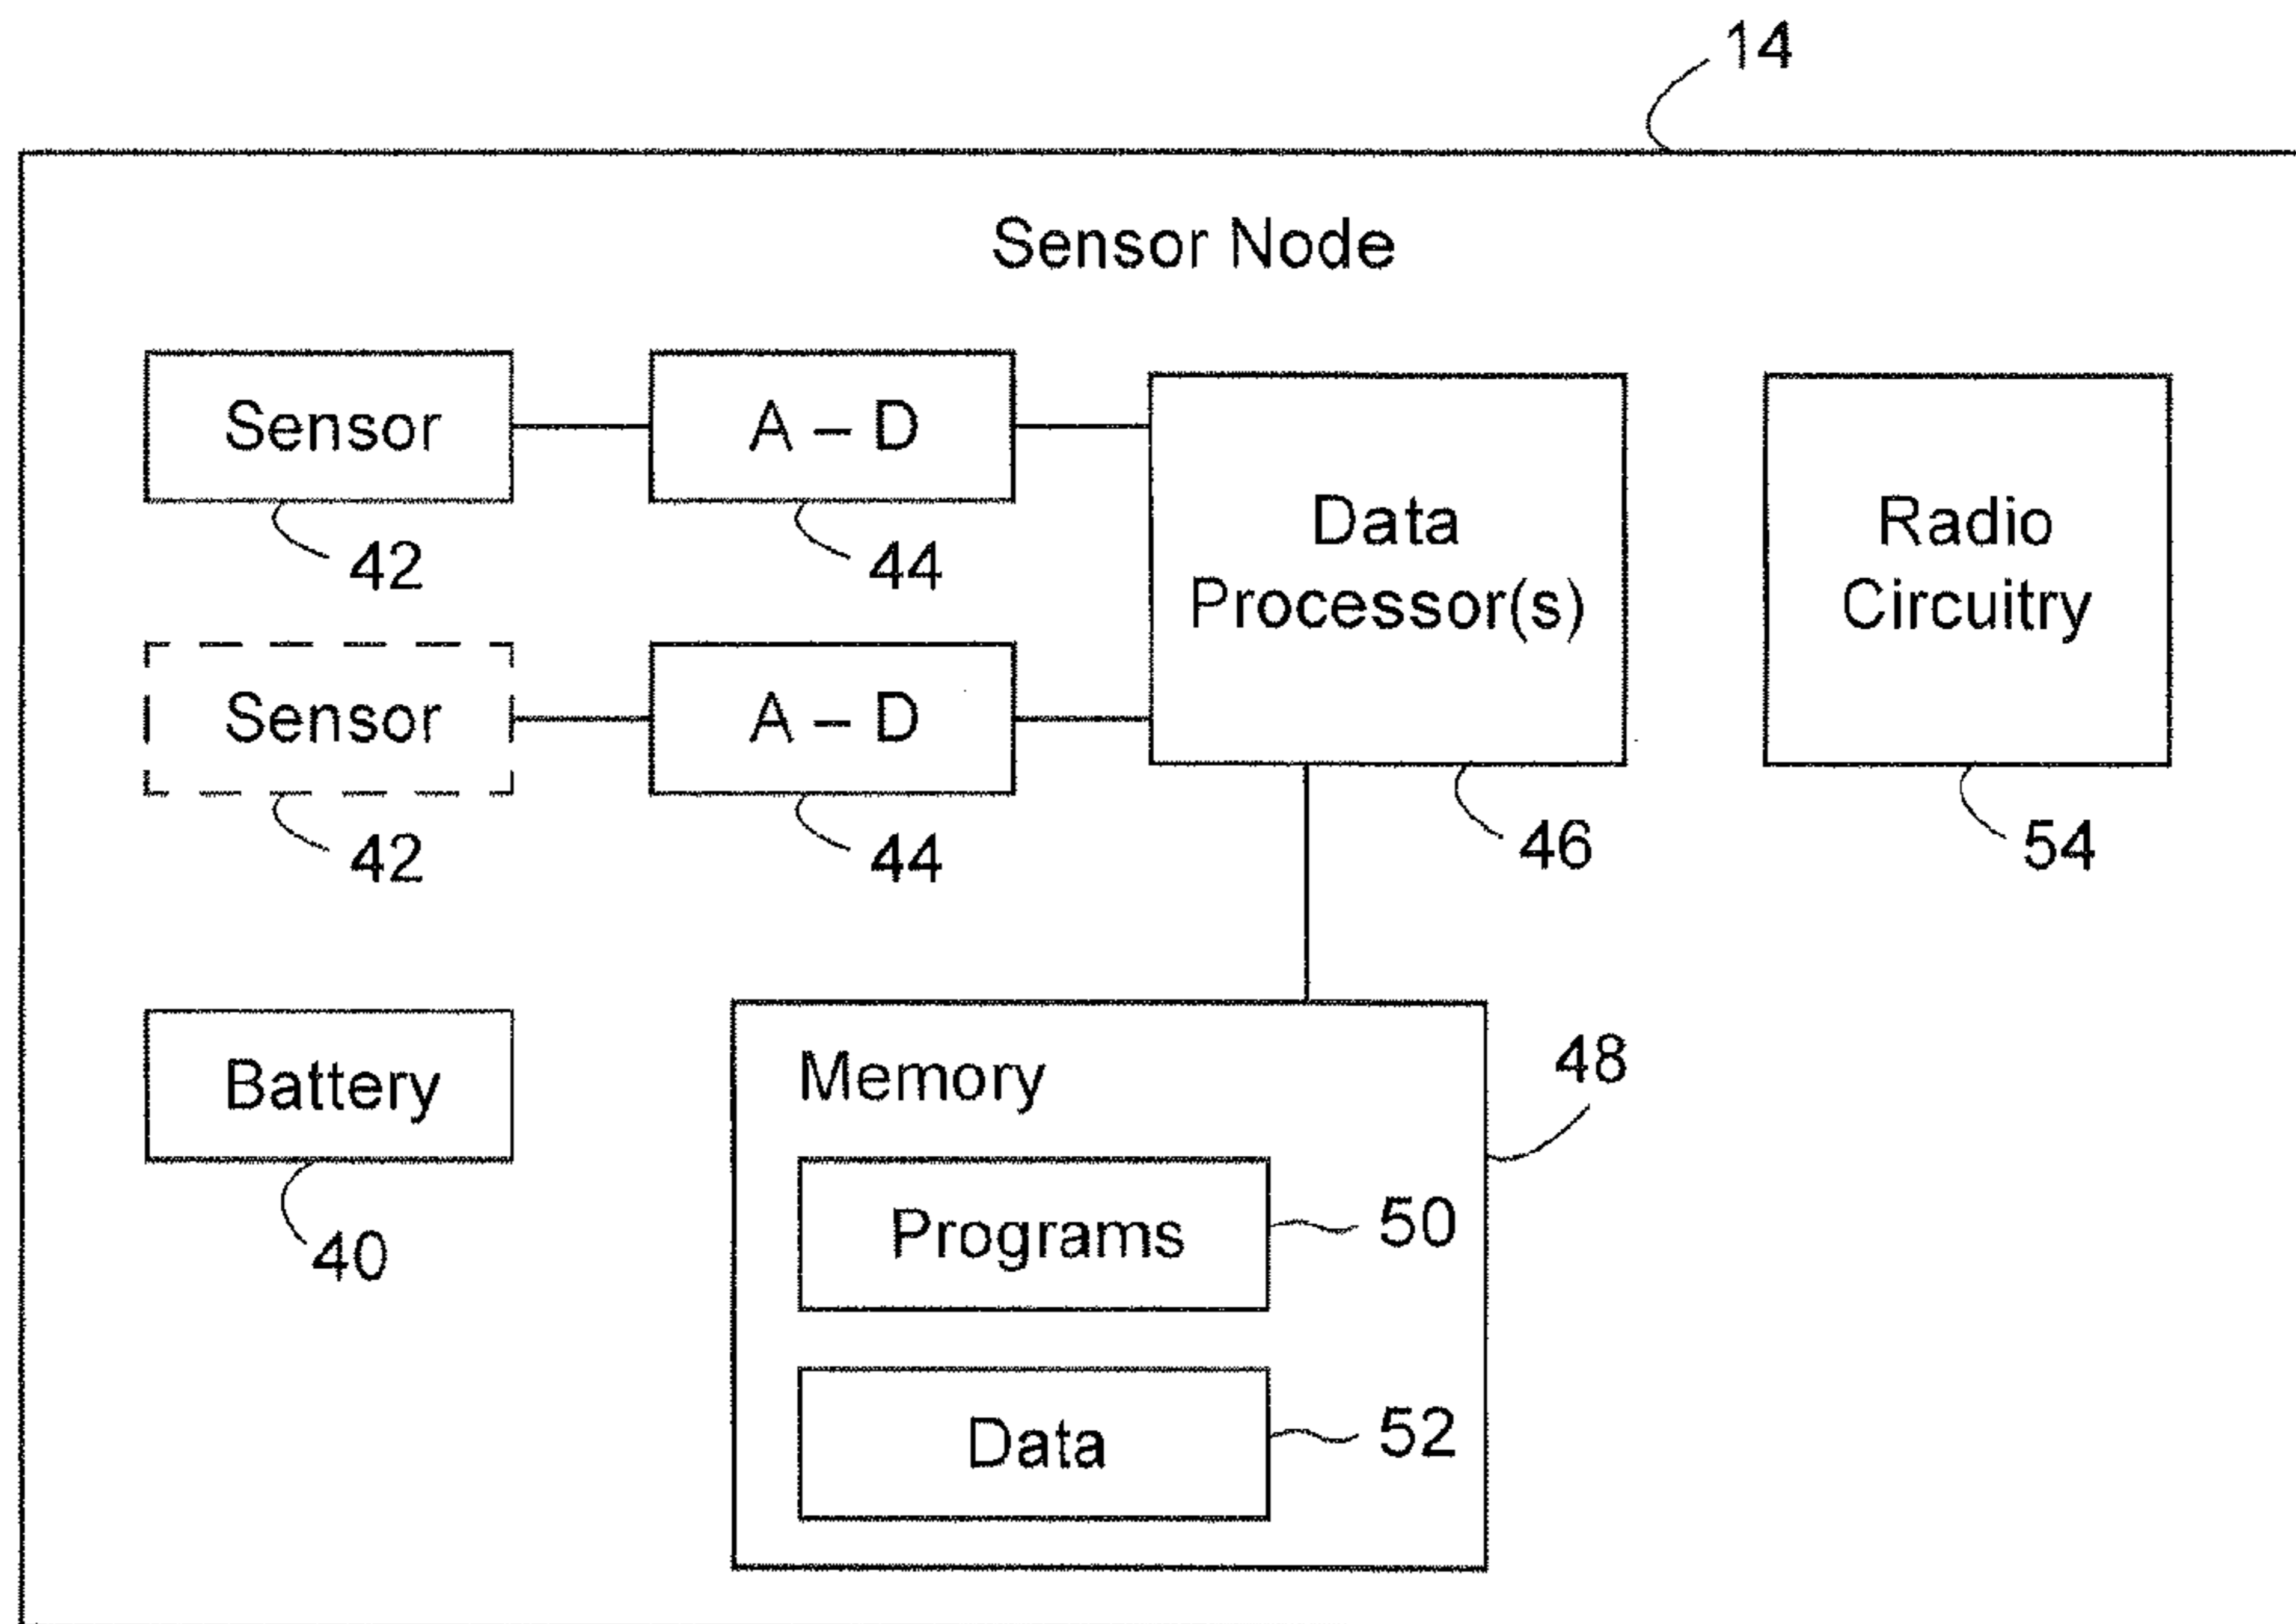 14
Sensor Node
Sensor
A – D
Data
Processor(s)
Radio
Circuitry
42
44
Sensor
A – D
42
44
46
54
Battery
40
Memory
48
Programs
50
Data
52